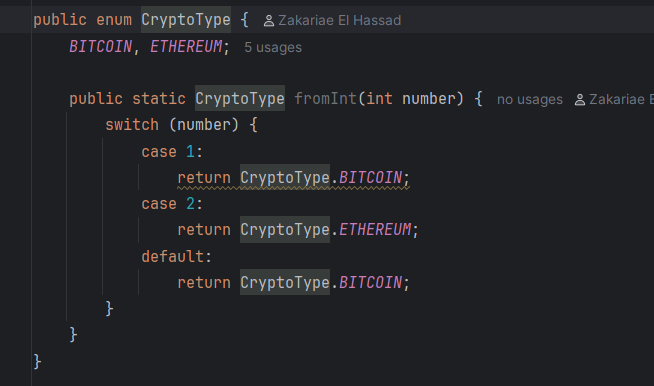 public enum CryptoType { Zakariae El Hassad
BITCOIN, ETHEREUM; 5 usages
public static CryptoType fromInt(int number) { no usages Zakariae E
switch (number) {
case 1:
return CryptoType.BITCOIN;
case 2:
return CryptoType.ETHEREUM;
default:
return CryptoType.BITCOIN;
}
}
}